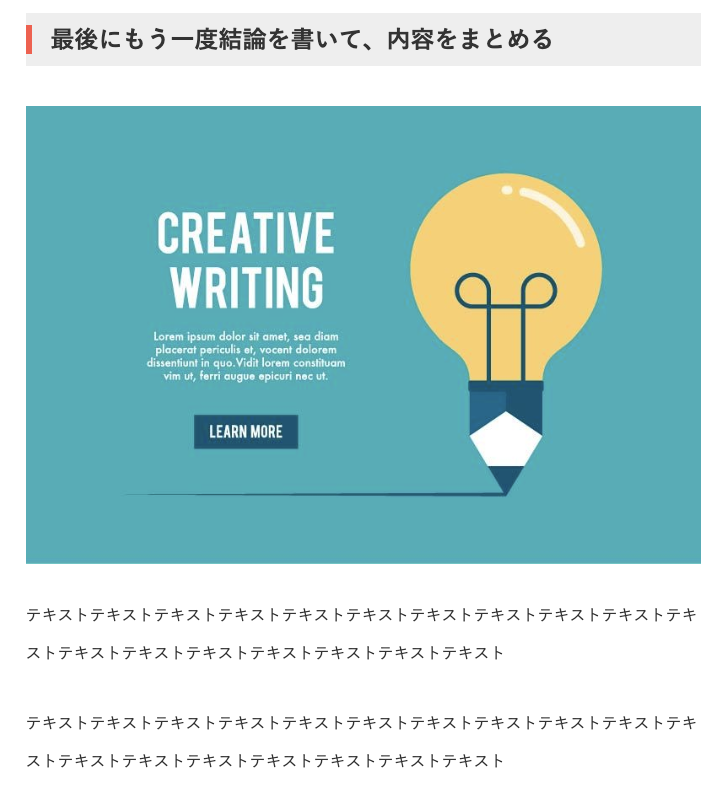 最後にもう一度結論を書いて、内容をまとめる
CREATIVE
WRITING
Lorem ipsum dolor sit amet, sea diam
placerat periculis et, vocent dolorem
dissentiunt in quo.Vidit lorem constituam
vim ut, ferri augue epicuri nec ut.
LEARN MORE
テキストテキストテキストテキストテキストテキストテキストテキストテキストテキストテキ
ストテキストテキストテキストテキストテキストテキストテキスト
テキストテキストテキストテキストテキストテキストテキストテキストテキストテキストテキ
ストテキストテキストテキストテキストテキストテキストテキスト